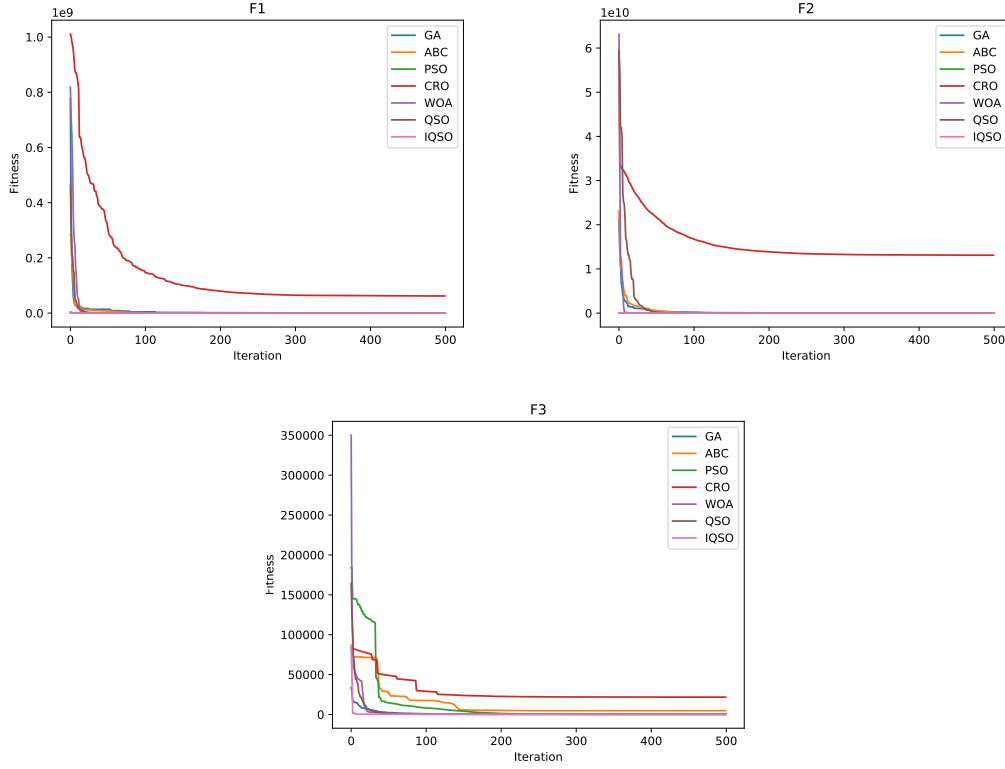 F1
1e9
1.0
0.8
0.6
0.4
0.2
0.0
Fitness
0 100 200 300 400 500
Iteration
GA
ABC
PSO
CRO
WOA
QSO
IQSO
F2
1e10
6
5
4
3
2
1
0
Fitness
0 100 200 300 400 500
Iteration
GA
ABC
PSO
CRO
WOA
QSO
IQSO
F3
350000
300000
250000
200000
150000
100000
50000
0
Fitness
0 100 200 300 400 500
Iteration
GA
ABC
PSO
CRO
WOA
QSO
IQSO